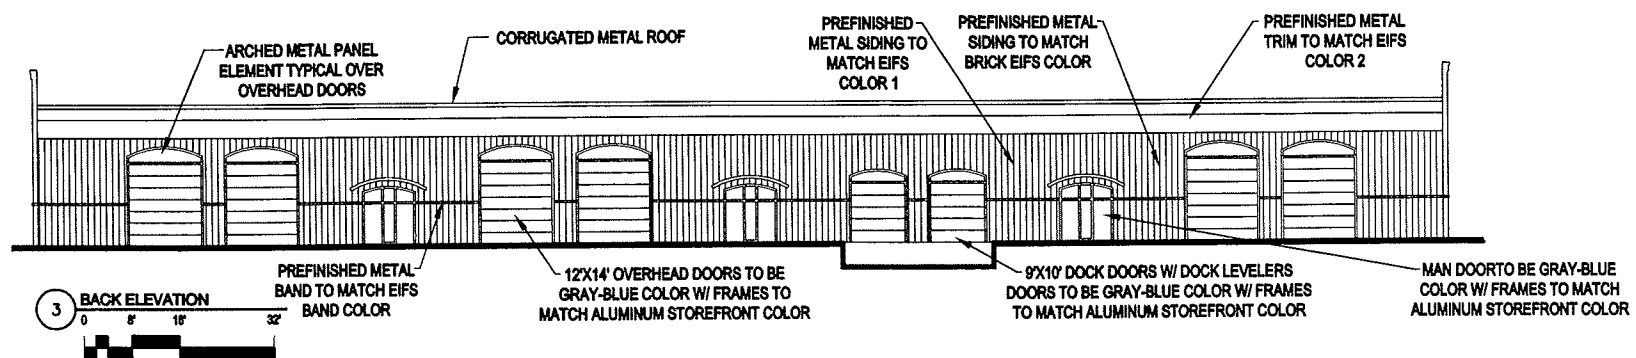 ARCHED METAL PANEL
ELEMENT TYPICAL OVER
OVERHEAD DOORS
CORRUGATED METAL ROOF
PREFINISHED
METAL SIDING TO
MATCH EIFS
COLOR 1
PREFINISHED METAL
SIDING TO MATCH
BRICK EIFS COLOR
PREFINISHED METAL
TRIM TO MATCH EIFS
COLOR 2
PREFINISHED METAL
BAND TO MATCH EIFS
BAND COLOR
12'X14' OVERHEAD DOORS TO BE
GRAY-BLUE COLOR W/ FRAMES TO
MATCH ALUMINUM STOREFRONT COLOR
9'X10' DOCK DOORS W/ DOCK LEVELERS
DOORS TO BE GRAY-BLUE COLOR W/ FRAMES
TO MATCH ALUMINUM STOREFRONT COLOR
MAN DOORTO BE GRAY-BLUE
COLOR W/ FRAMES TO MATCH
ALUMINUM STOREFRONT COLOR
3 BACK ELEVATION
0 8' 16' 32'